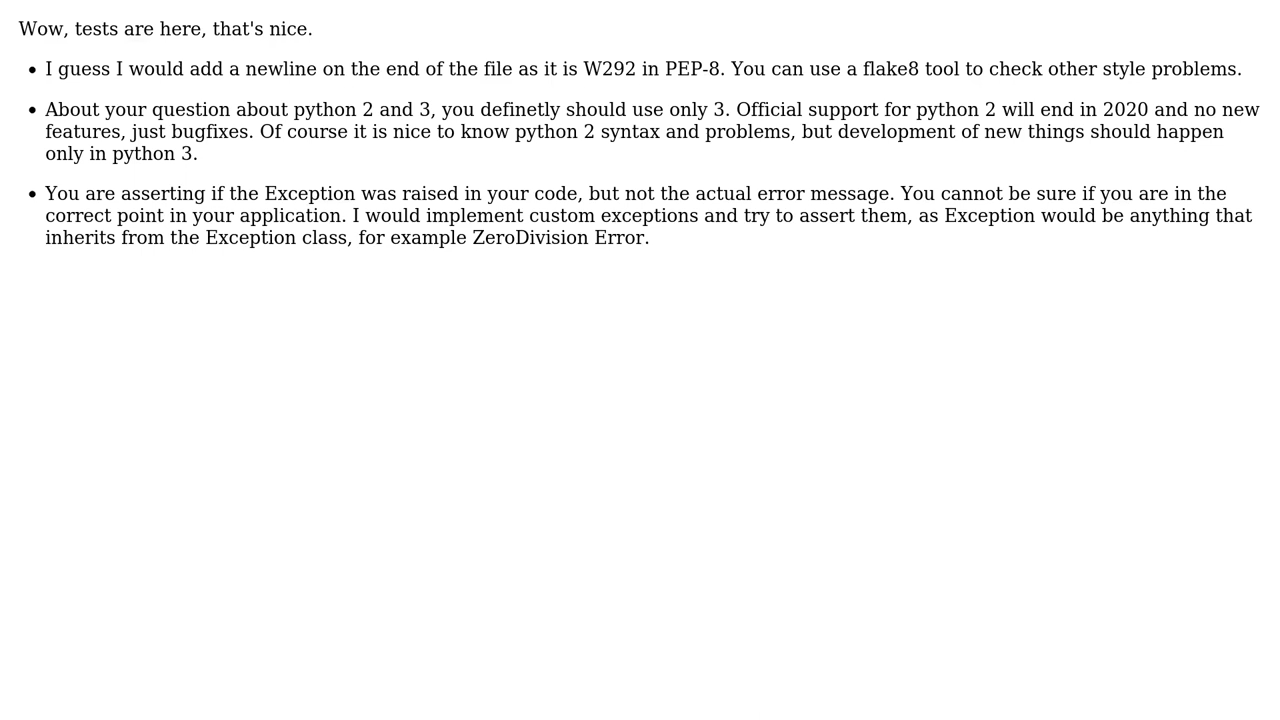 Wow, tests are here, that's nice.
• I guess I would add a newline on the end of the file as it is W292 in PEP-8. You can use a flake8 tool to check other style problems.
• About your question about python 2 and 3, you definetly should use only 3. Official support for python 2 will end in 2020 and no new
features, just bugfixes. Of course it is nice to know python 2 syntax and problems, but development of new things should happen
only in python 3.
• You are asserting if the Exception was raised in your code, but not the actual error message. You cannot be sure if you are in the
correct point in your application. I would implement custom exceptions and try to assert them, as Exception would be anything that
inherits from the Exception class, for example ZeroDivision Error.